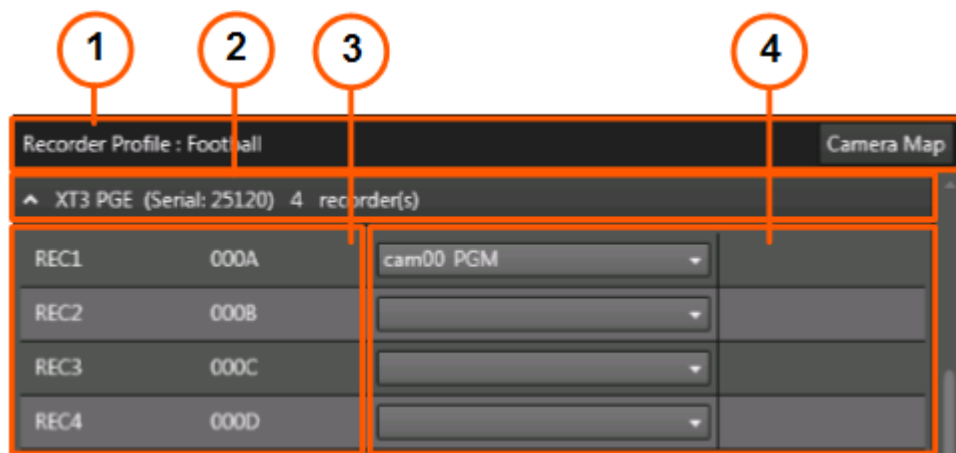 1 2 3 4
Recorder Profile : Football Camera Map
XT3 PGE (Serial: 25120) 4 recorder(s)
REC1 000A cam00 PGM
REC2 000B
REC3 000C
REC4 000D